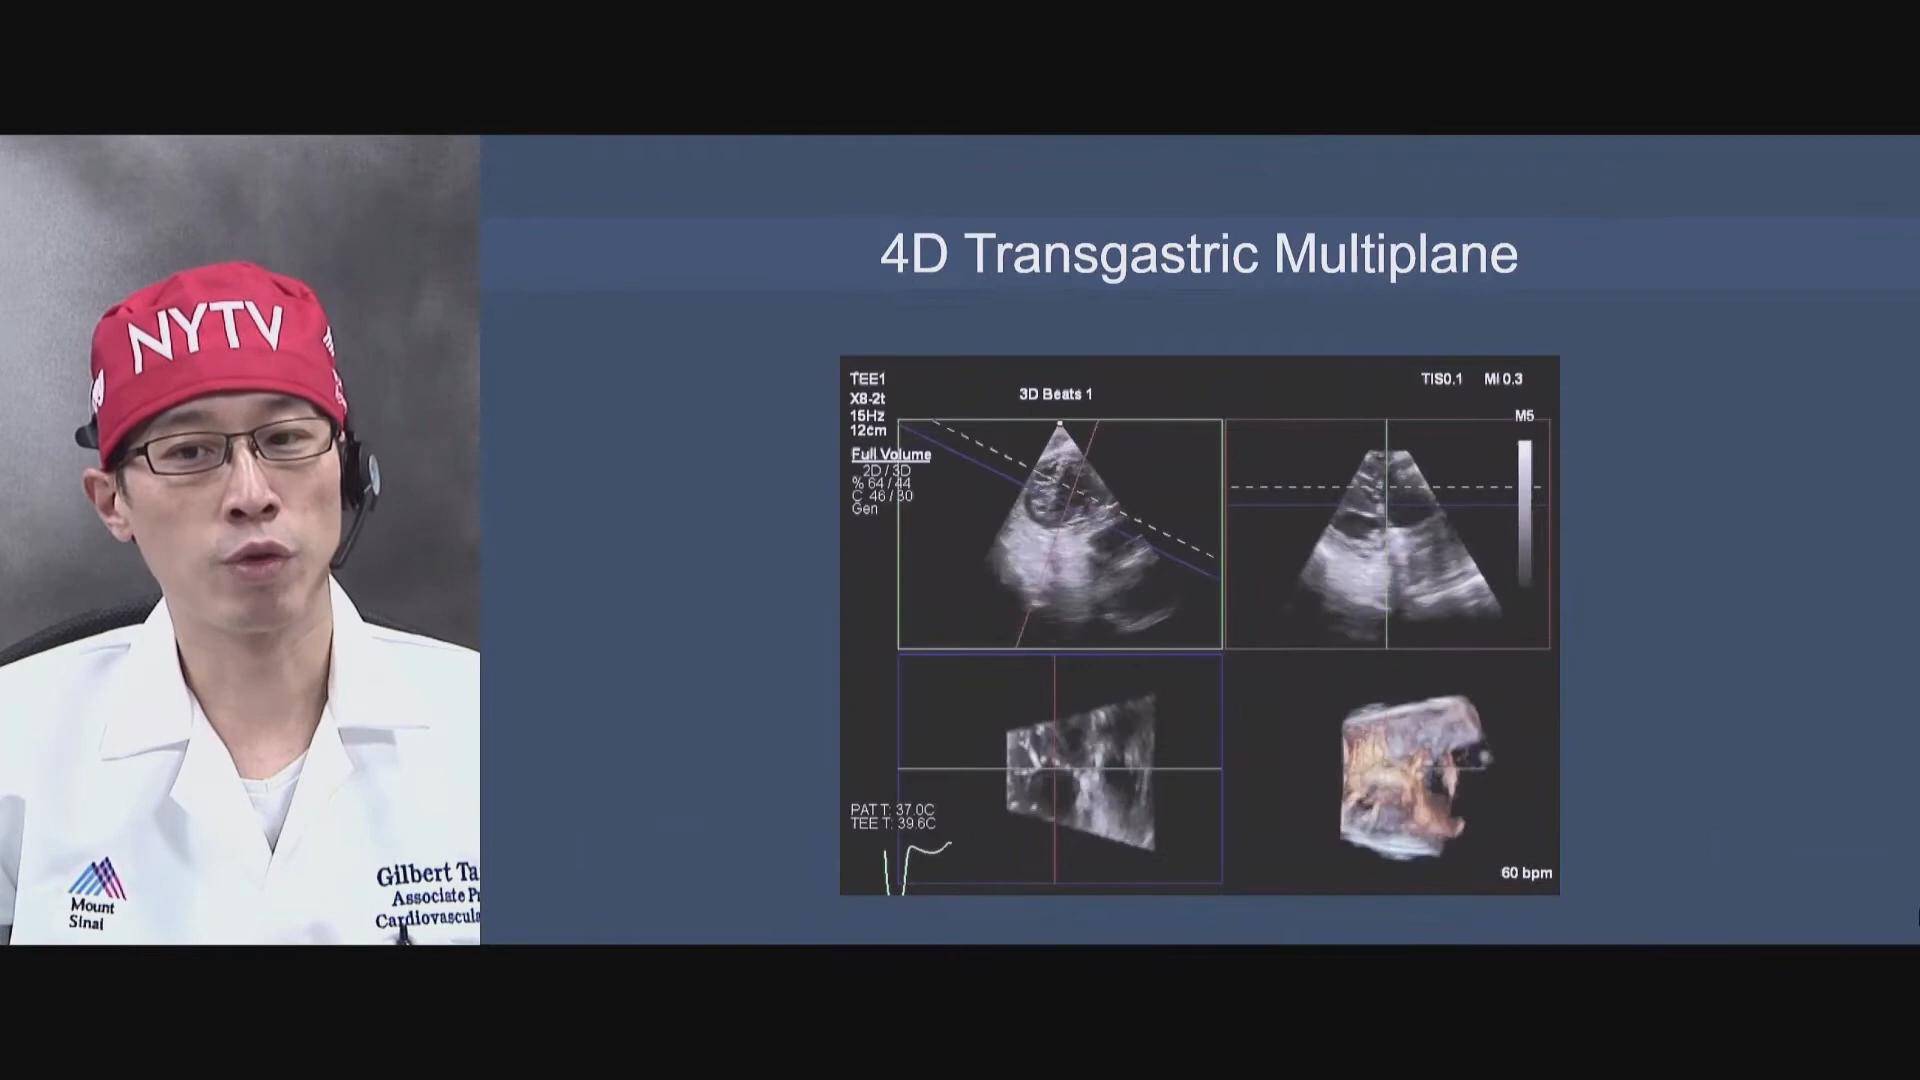 NYTV
Mount
Sinai
Gilbert Ta
Associate Pr
Cardiovascula
4D Transgastric Multiplane
TEE1
X8-2t
15Hz
12cm
Full Volume
2D / 3D
% 64 / 44
C 46 / 30
Gen
3D Beats 1
TIS0.1 MI 0.3
M5
PAT T: 37.0C
TEE T: 39.6C
60 bpm